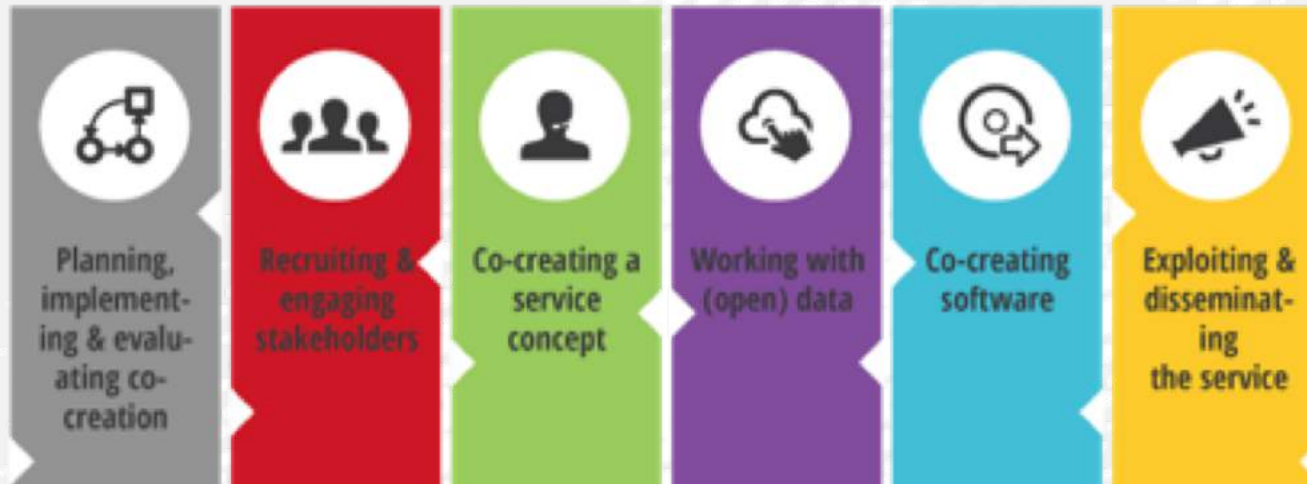 Planning,
implement-
ing & evalu-
ating co-
creation
Recruiting &
engaging
stakeholders
Co-creating a
service
concept
Working with
(open) data
Co-creating
software
Exploiting &
disseminat-
ing
the service